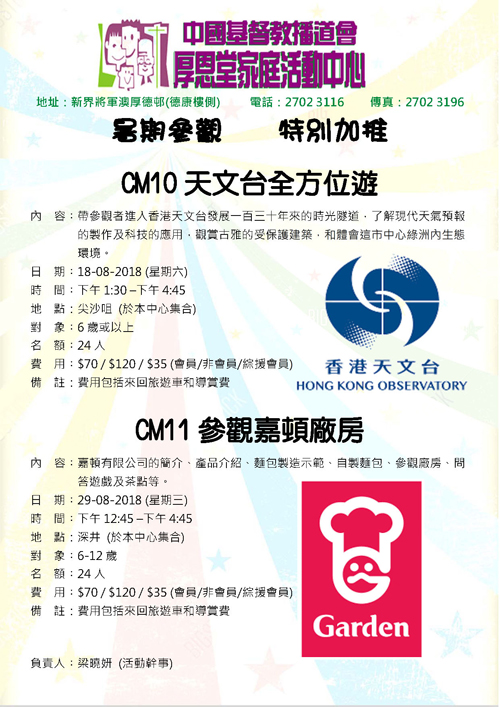 中國基督教播道會
厚恩堂家庭活動中心
地址：新界將軍澳厚德邨(德康樓側)　電話：2702 3116　傳真：2702 3196
暑期參觀　特別加推
CM10 天文台全方位遊
內　容：帶參觀者進入香港天文台發展一百三十年來的時光隧道，了解現代天氣預報
的製作及科技的應用，觀賞古雅的受保護建築，和體會這市中心綠洲內生態
環境。
日　期：18-08-2018 (星期六)
時　間：下午 1:30 –下午 4:45
地　點：尖沙咀 (於本中心集合)
對　象：6 歲或以上
名　額：24 人
費　用：$70 / $120 / $35 (會員/非會員/綜援會員)
備　註：費用包括來回旅遊車和導賞費
香港天文台
HONG KONG OBSERVATORY
CM11 參觀嘉頓廠房
內　容：嘉頓有限公司的簡介、產品介紹、麵包製造示範、自製麵包、參觀廠房、問
答遊戲及茶點等。
日　期：29-08-2018 (星期三)
時　間：下午 12:45 –下午 4:45
地　點：深井 (於本中心集合)
對　象：6-12 歲
名　額：24 人
費　用：$70 / $120 / $35 (會員/非會員/綜援會員)
備　註：費用包括來回旅遊車和導賞費
Garden
負責人：梁曉妍 (活動幹事)